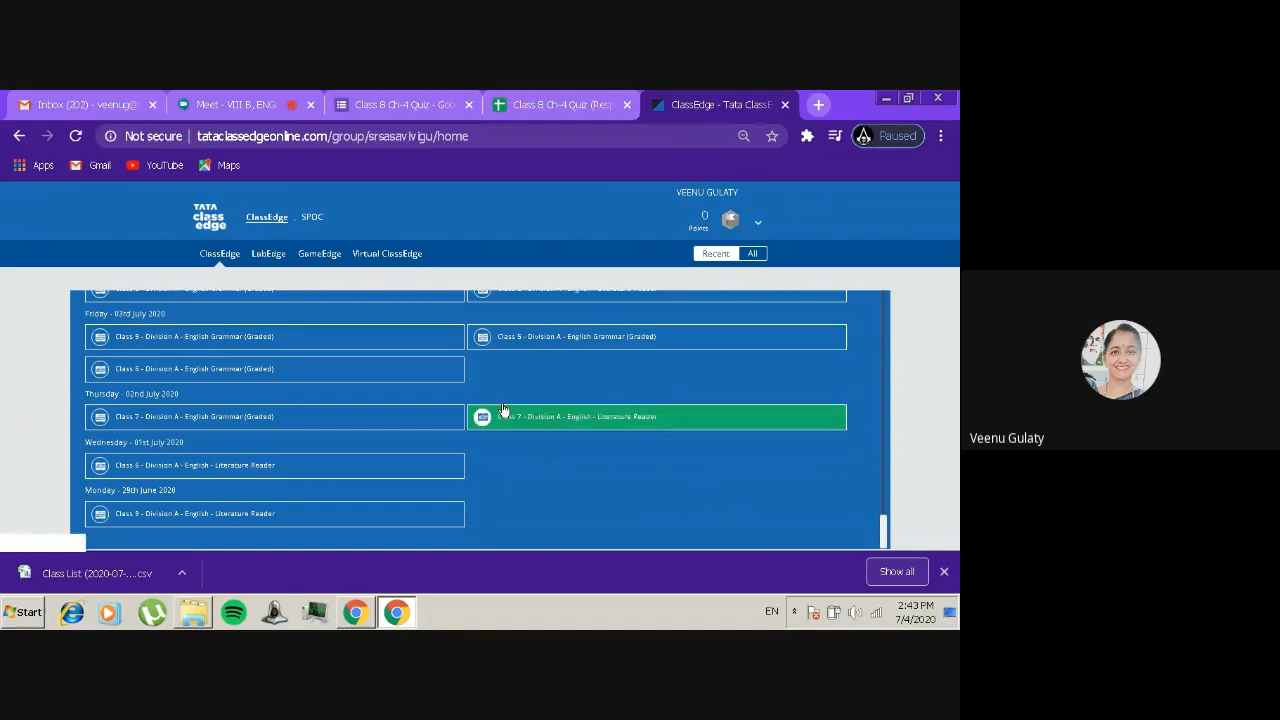 Inbox (202) - veenug@
Meet - VIII B, ENG
Class 8 Ch-4 Quiz - Goo
Class 8 Ch-4 Quiz (Resp
ClassEdge - Tata ClassE
Not secure | tataclassedgeonline.com/group/srsasavivigu/home
Paused
Apps Gmail YouTube Maps
VEENU GULATY
TATA
class
edge
ClassEdge SPOC
0
Points
ClassEdge LabEdge GameEdge Virtual ClassEdge
Recent All
Friday - 03rd July 2020
Class 9 - Division A - English Grammar (Graded)
Class 5 - Division A - English Grammar (Graded)
Class 6 - Division A - English Grammar (Graded)
Thursday - 02nd July 2020
Class 7 - Division A - English Grammar (Graded)
7 - Division A - English - Literature Reader
Wednesday - 01st July 2020
Class 6 - Division A - English - Literature Reader
Monday - 29th June 2020
Class 9 - Division A - English - Literature Reader
Veenu Gulaty
Class List (2020-07-....csv
Show all
Start
EN
2:43 PM
7/4/2020